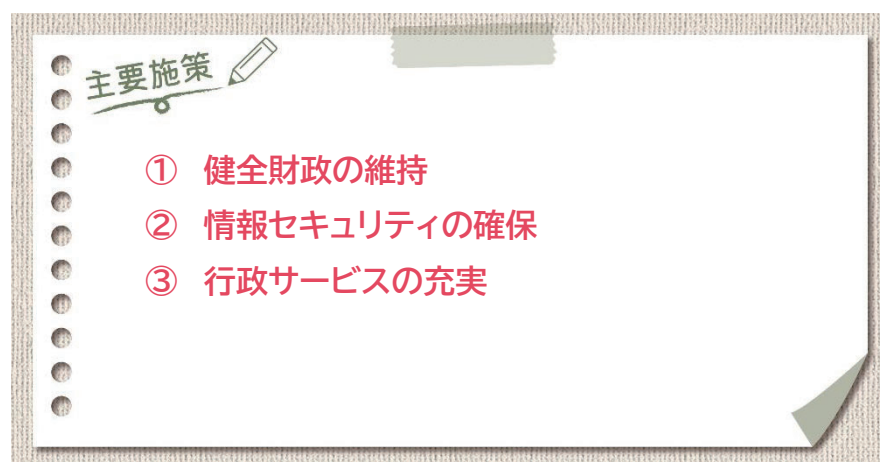 主要施策
① 健全財政の維持
② 情報セキュリティの確保
③ 行政サービスの充実